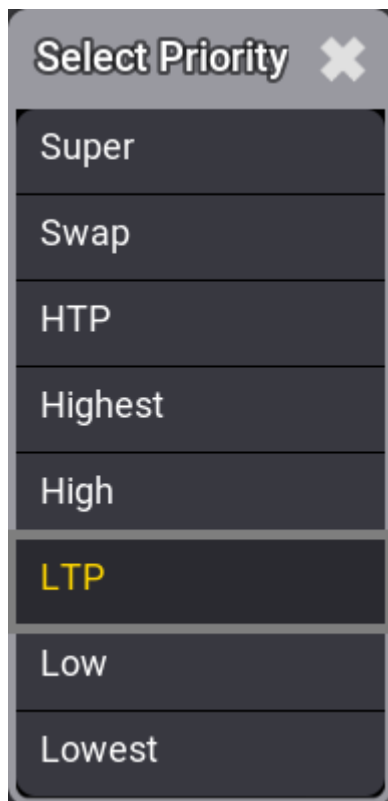 Select Priority
Super
Swap
HTP
Highest
High
LTP
Low
Lowest